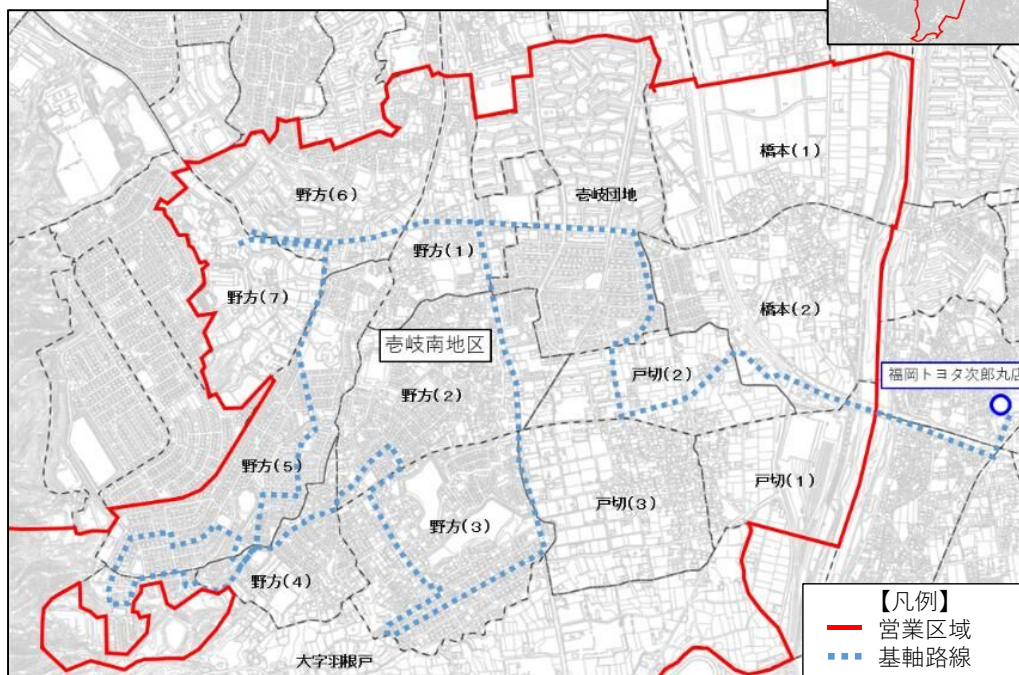 橋本(1)
野方(6)
壱岐団地
野方(1)
野方(7)
橋本(2)
壱岐南地区
福岡トヨタ次郎丸店
戸切(2)
野方(2)
野方(5)
戸切(1)
戸切(3)
野方(3)
野方(4)
大字羽根戸
【凡例】
営業区域
基軸路線